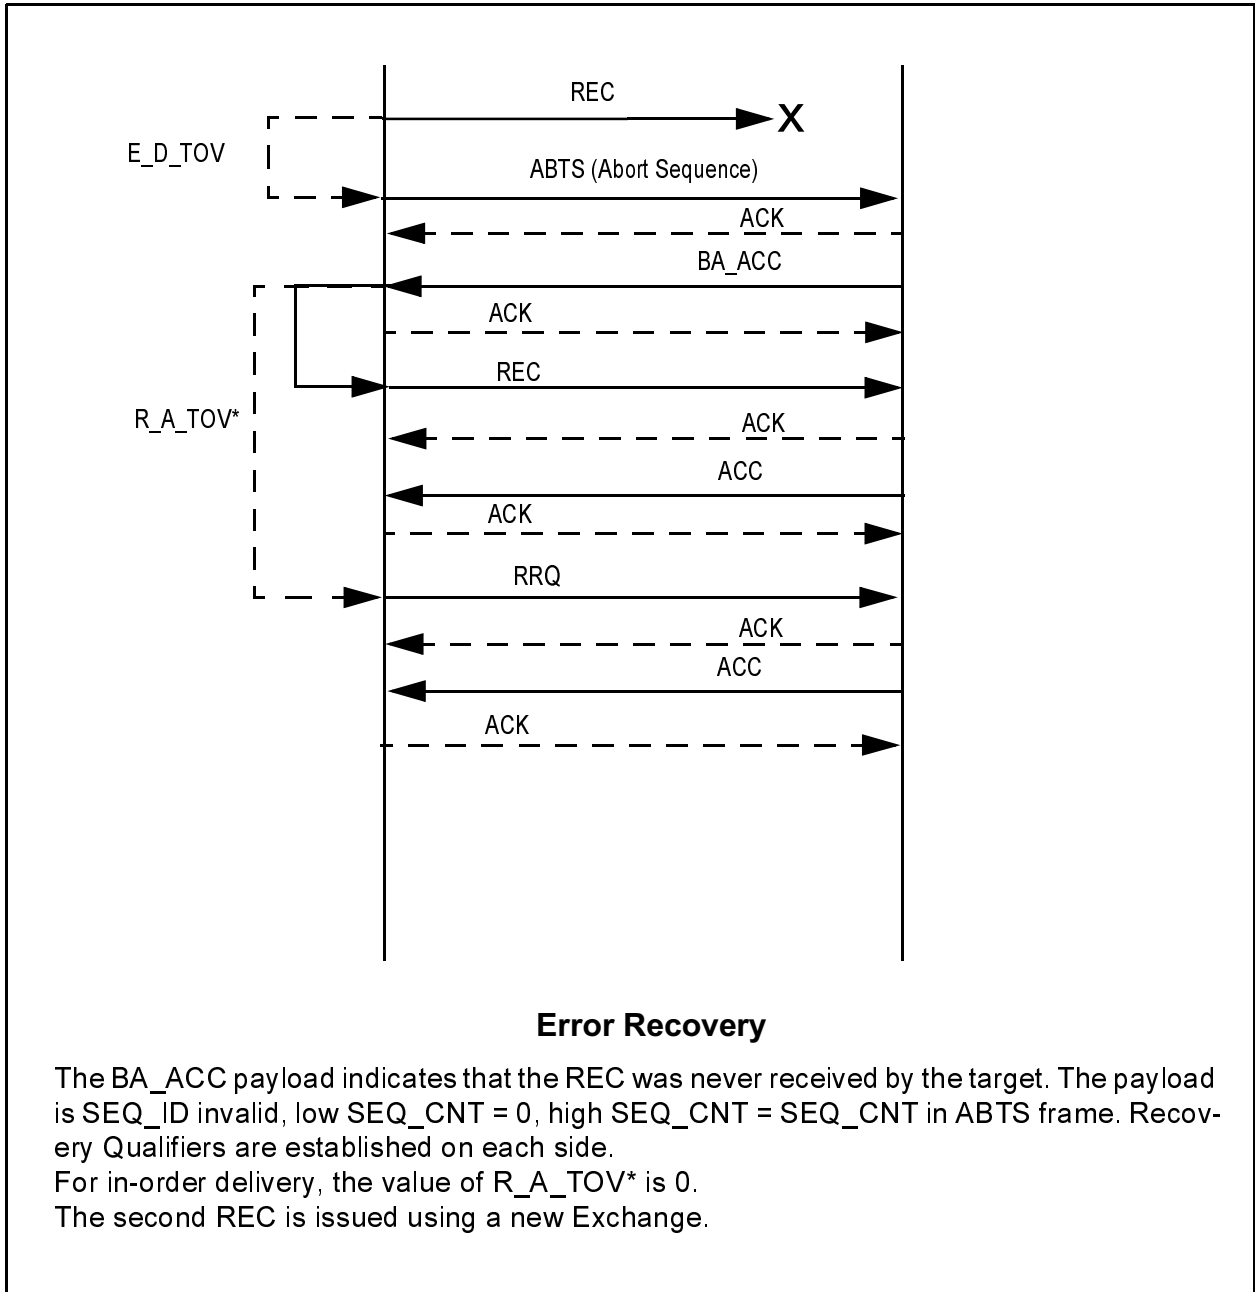 REC
X
E_D_TOV
ABTS (Abort Sequence)
ACK
BA_ACC
ACK
REC
R_A_TOV*
ACK
ACC
ACK
RRQ
ACK
ACC
ACK
Error Recovery
The BA_ACC payload indicates that the REC was never received by the target. The payload
is SEQ_ID invalid, low SEQ_CNT = 0, high SEQ_CNT = SEQ_CNT in ABTS frame. Recov-
ery Qualifiers are established on each side.
For in-order delivery, the value of R_A_TOV* is 0.
The second REC is issued using a new Exchange.